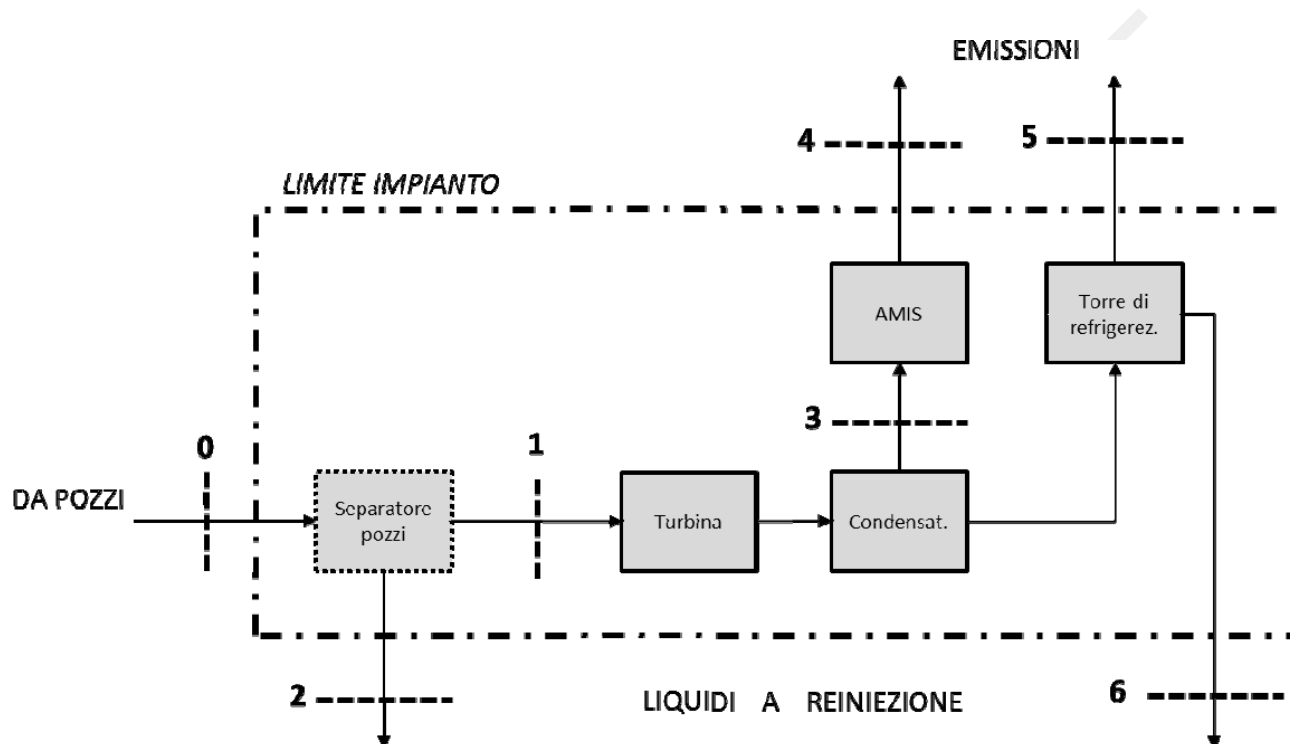 EMISSIONI
4
5
LIMITE IMPIANTO
AMIS
Torre di
refrigerez.
3
0
1
DA POZZI
Separatore
pozzi
Turbina
Condensat.
2
LIQUIDI A REINIEZIONE
6